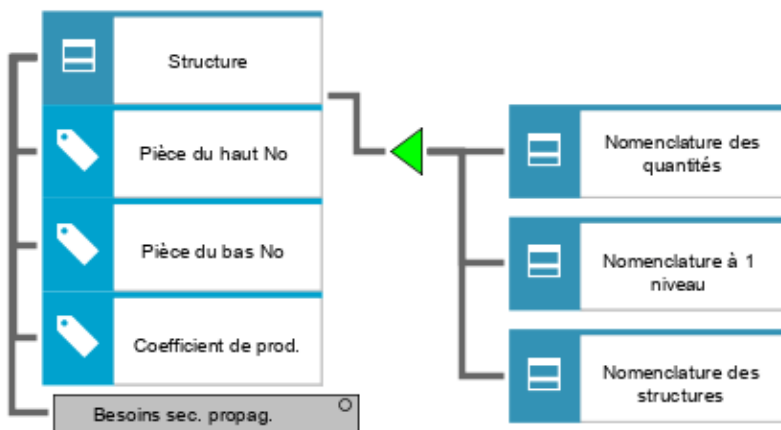 Structure
Pièce du haut No
Pièce du bas No
Coefficient de prod.
Besoins sec. propag.
Nomenclature des
quantités
Nomenclature à 1
niveau
Nomenclature des
structures